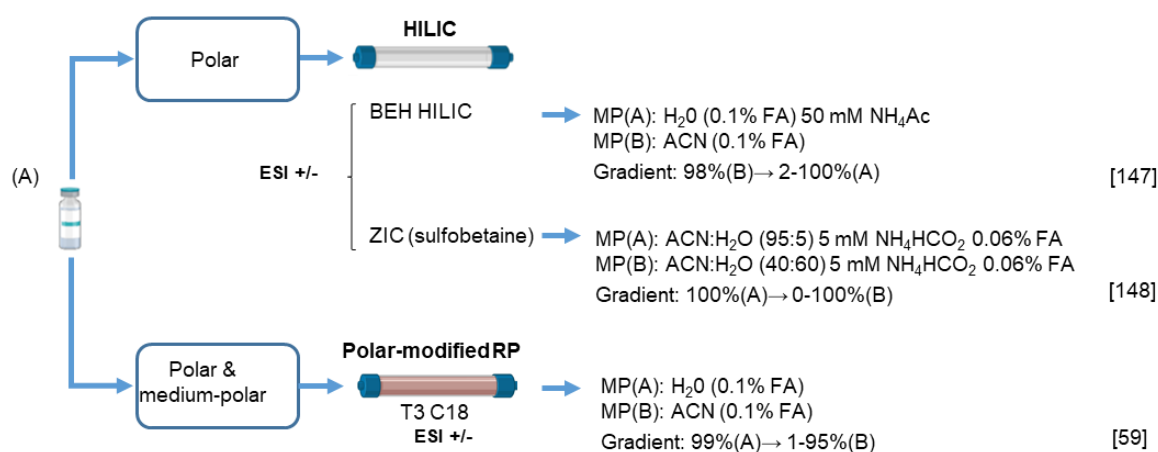 HILIC
Polar
BEH HILIC
MP(A): H₂0 (0.1% FA) 50 mM NH₄Ac
MP(B): ACN (0.1% FA)
Gradient: 98%(B)→ 2-100%(A)
[147]
(A)
ESI +/-
ZIC (sulfobetaine)
MP(A): ACN:H₂O (95:5) 5 mM NH₄HCO₂ 0.06% FA
MP(B): ACN:H₂O (40:60) 5 mM NH₄HCO₂ 0.06% FA
Gradient: 100%(A)→ 0-100%(B)
[148]
Polar &
medium-polar
Polar-modified RP
T3 C18
ESI +/-
MP(A): H₂0 (0.1% FA)
MP(B): ACN (0.1% FA)
Gradient: 99%(A)→ 1-95%(B)
[59]